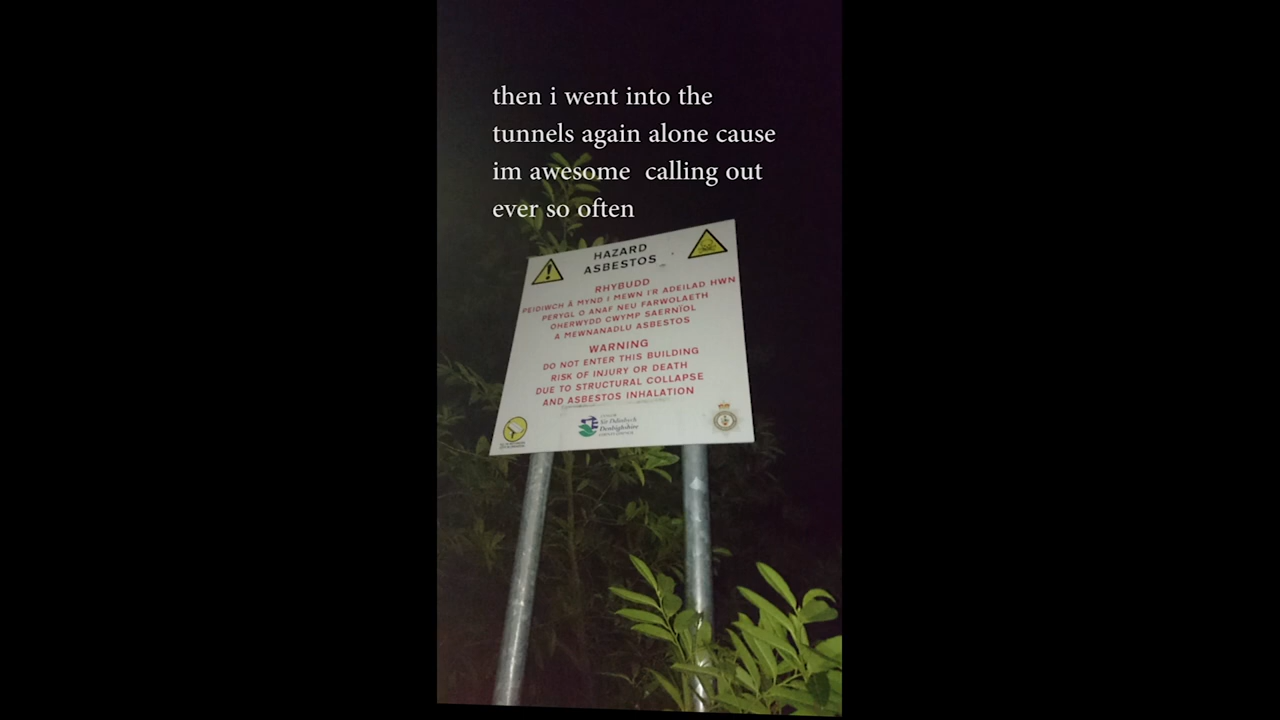 then i went into the
tunnels again alone cause
im awesome  calling out
ever so often
HAZARD
ASBESTOS
RHYBUDD
PEIDIWCH Â MYND I MEWN I'R ADEILAD HWN
PERYGL O ANAF NEU FARWOLAETH
OHERWYDD CWYMP SAERNÏOL
A MEWNANADLU ASBESTOS
WARNING
DO NOT ENTER THIS BUILDING
RISK OF INJURY OR DEATH
DUE TO STRUCTURAL COLLAPSE
AND ASBESTOS INHALATION
Sir Ddinbych
Denbighshire